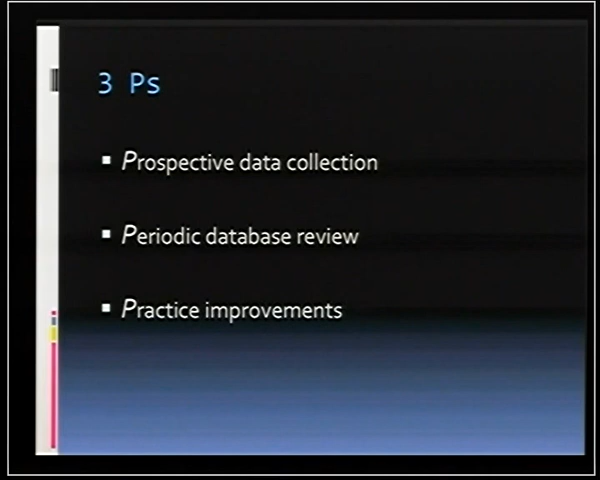 3 Ps
▪ Prospective data collection
▪ Periodic database review
▪ Practice improvements